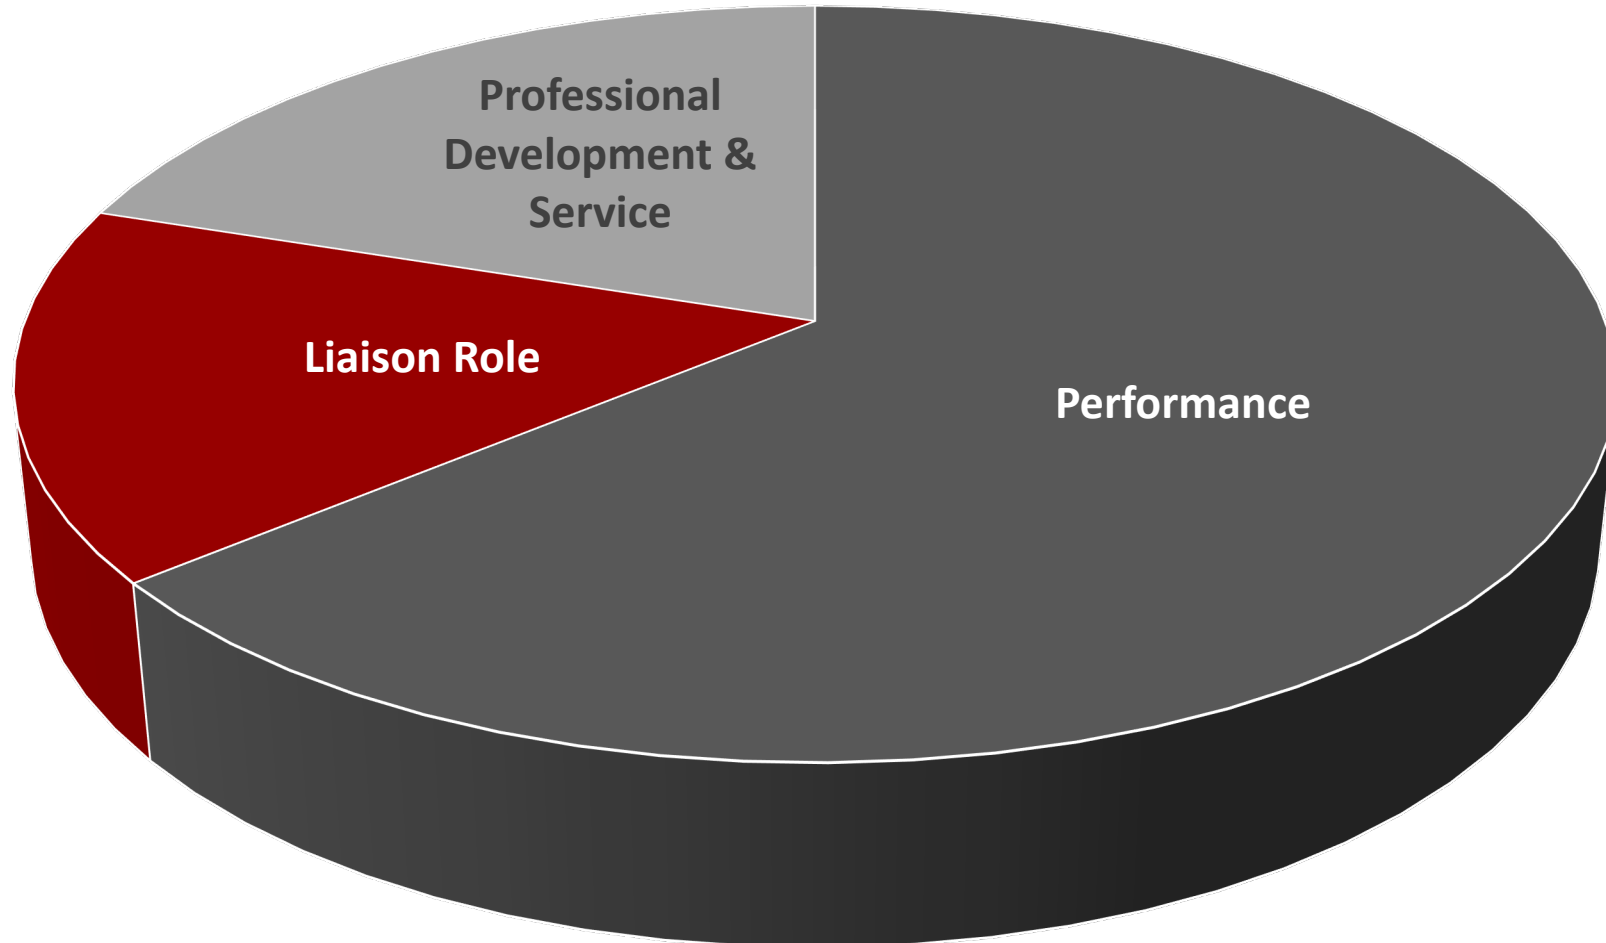 Professional
Development &
Service
Liaison Role
Performance